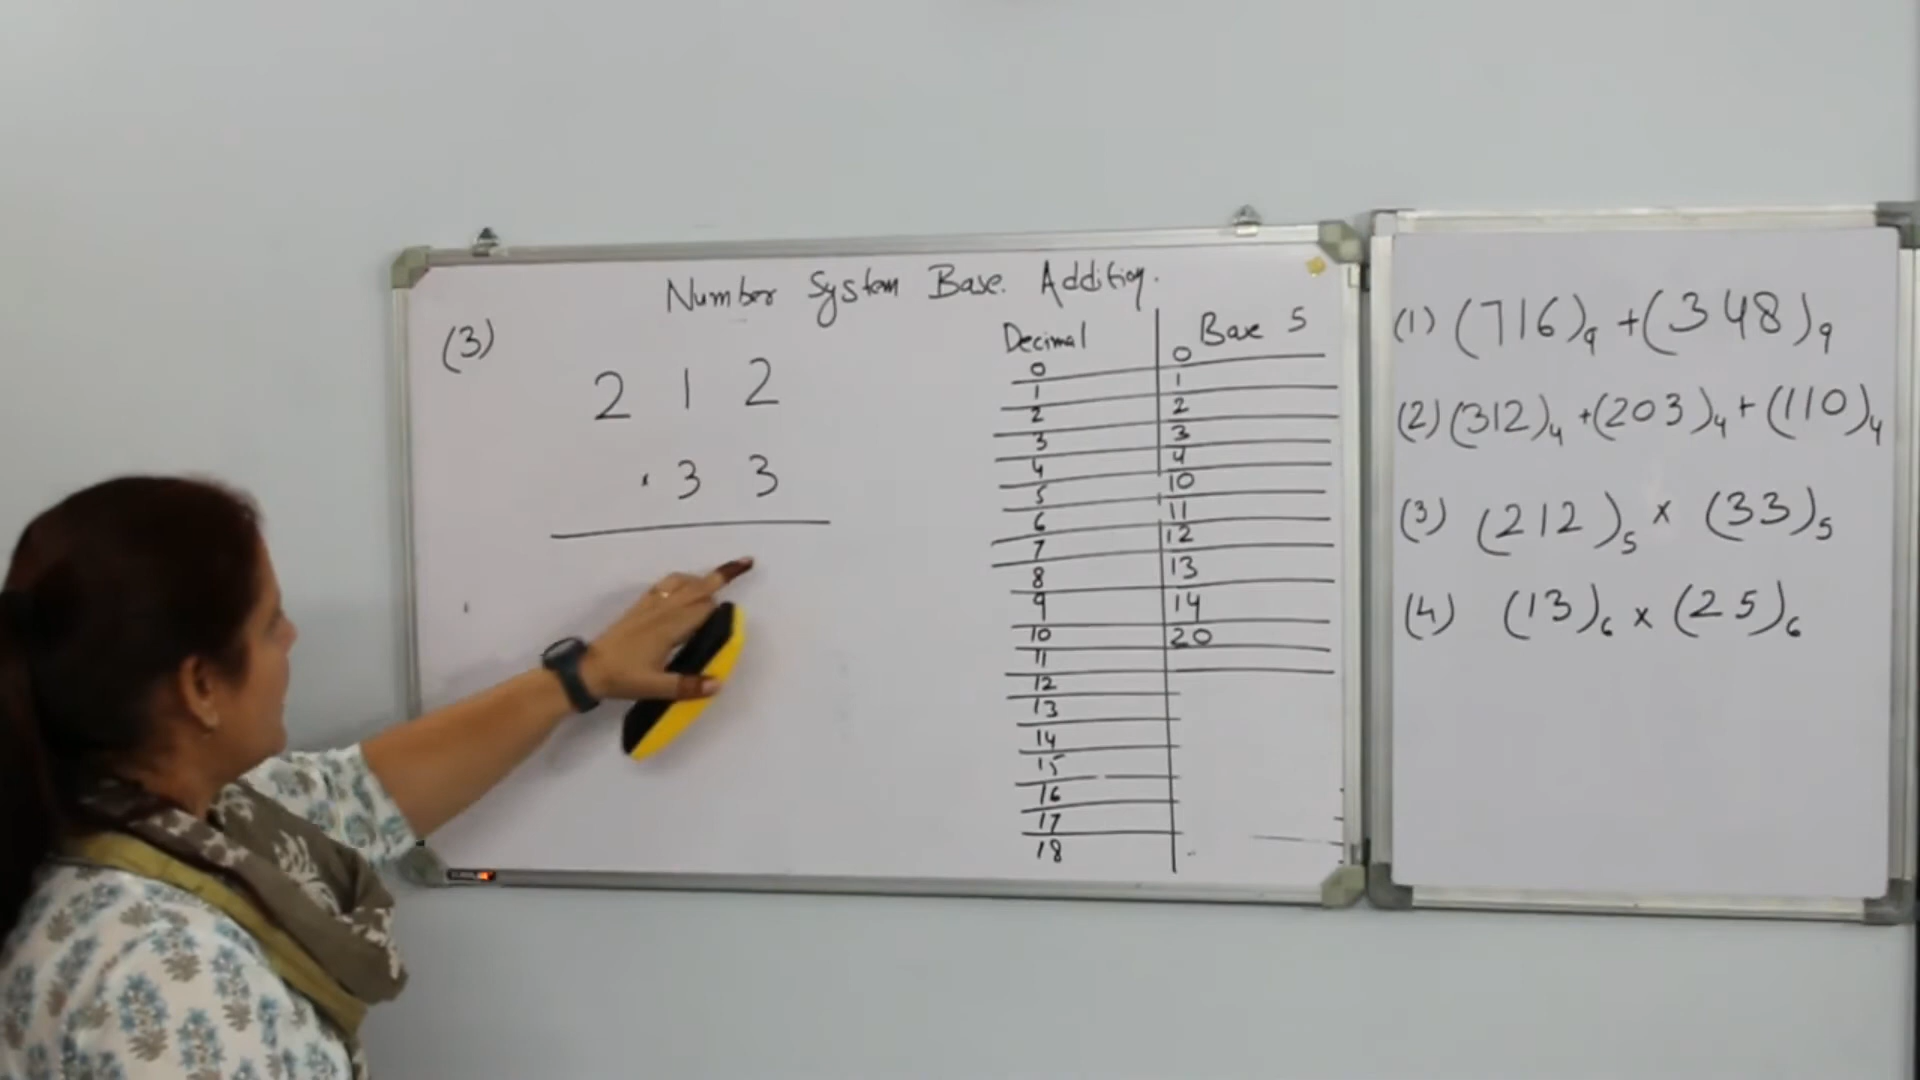 Number System Base. Addition.
(3)
2 1 2
3 3
Decimal | Base 5
0 | 0
1 | 1
2 | 2
3 | 3
4 | 4
5 | 10
6 | 11
7 | 12
8 | 13
9 | 14
10 | 20
11
12
13
14
15
16
17
18
(1) (716)₉ + (348)₉
(2) (312)₄ + (203)₄ + (110)₄
(3) (212)₅ × (33)₅
(4) (13)₆ × (25)₆